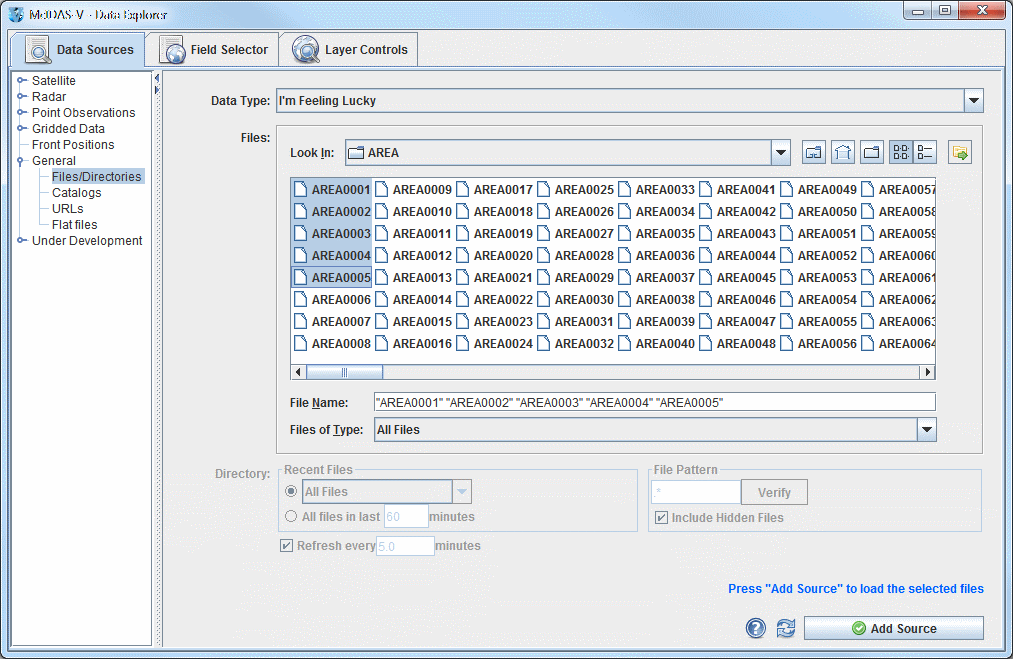 McIDAS-V - Data Explorer
Data Sources Field Selector Layer Controls
Satellite
Radar
Point Observations
Gridded Data
Front Positions
General
Files/Directories
Catalogs
URLs
Flat files
Under Development
Data Type: I'm Feeling Lucky
Files:
Look In: AREA
AREA0001 AREA0009 AREA0017 AREA0025 AREA0033 AREA0041 AREA0049 AREA0057
AREA0002 AREA0010 AREA0018 AREA0026 AREA0034 AREA0042 AREA0050 AREA0058
AREA0003 AREA0011 AREA0019 AREA0027 AREA0035 AREA0043 AREA0051 AREA0059
AREA0004 AREA0012 AREA0020 AREA0028 AREA0036 AREA0044 AREA0052 AREA0060
AREA0005 AREA0013 AREA0021 AREA0029 AREA0037 AREA0045 AREA0053 AREA0061
AREA0006 AREA0014 AREA0022 AREA0030 AREA0038 AREA0046 AREA0054 AREA0062
AREA0007 AREA0015 AREA0023 AREA0031 AREA0039 AREA0047 AREA0055 AREA0063
AREA0008 AREA0016 AREA0024 AREA0032 AREA0040 AREA0048 AREA0056 AREA0064
File Name: "AREA0001" "AREA0002" "AREA0003" "AREA0004" "AREA0005"
Files of Type: All Files
Directory:
Recent Files
All Files
All files in last 60 minutes
Refresh every 5.0 minutes
File Pattern
.* Verify
Include Hidden Files
Press "Add Source" to load the selected files
? Add Source